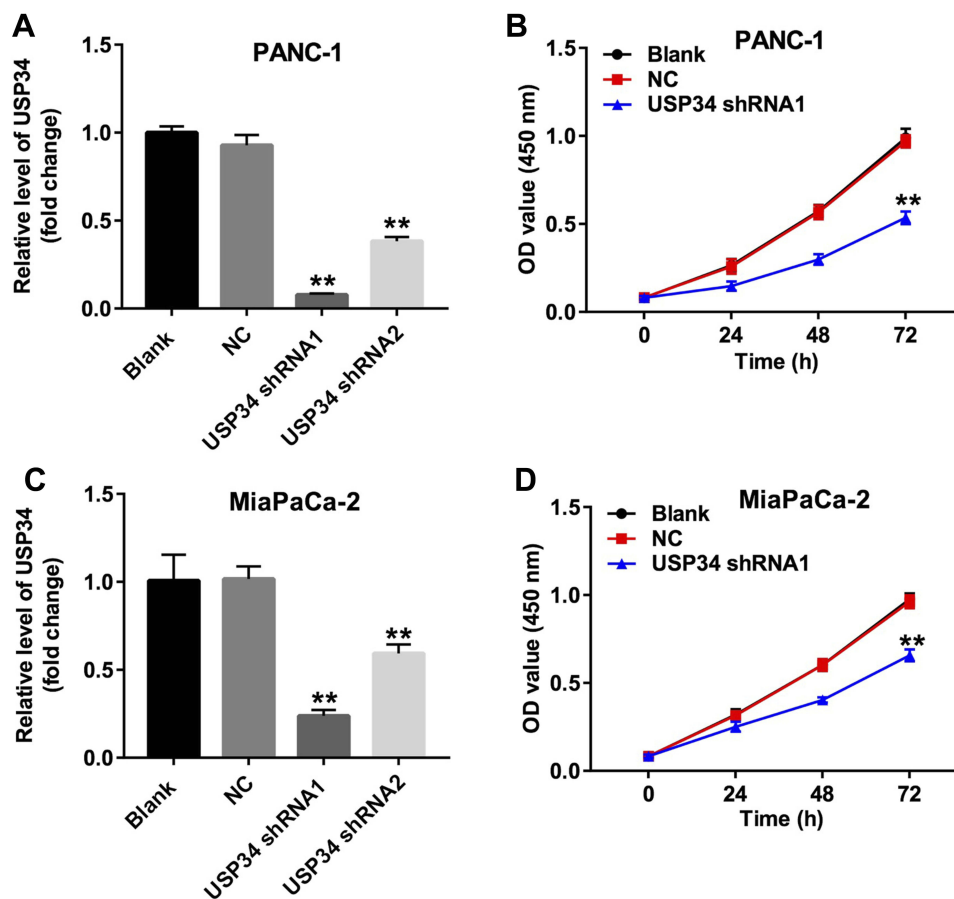 A
PANC-1
Relative level of USP34
(fold change)
1.5
1.0
0.5
0.0
**
**
Blank
NC
USP34 shRNA1
USP34 shRNA2
B
PANC-1
Blank
NC
USP34 shRNA1
OD value (450 nm)
1.5
1.0
0.5
0.0
**
0
24
48
72
Time (h)
C
MiaPaCa-2
Relative level of USP34
(fold change)
1.5
1.0
0.5
0.0
**
**
Blank
NC
USP34 shRNA1
USP34 shRNA2
D
MiaPaCa-2
Blank
NC
USP34 shRNA1
OD value (450 nm)
1.5
1.0
0.5
0.0
**
0
24
48
72
Time (h)